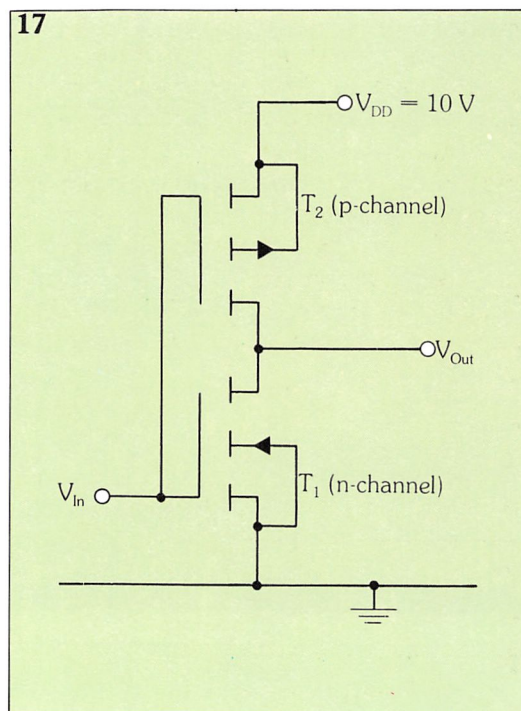 17
V_DD = 10 V
T_2 (p-channel)
V_Out
T_1 (n-channel)
V_In